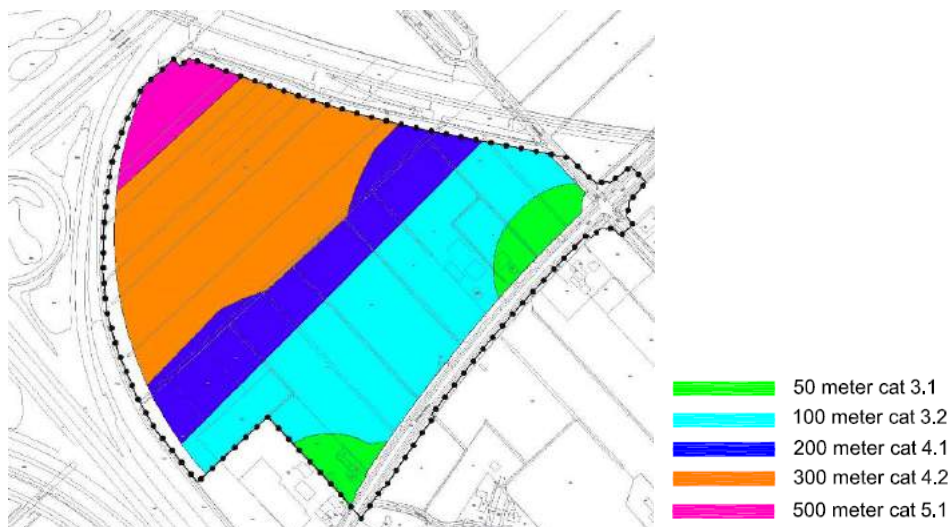 50 meter cat 3.1
100 meter cat 3.2
200 meter cat 4.1
300 meter cat 4.2
500 meter cat 5.1